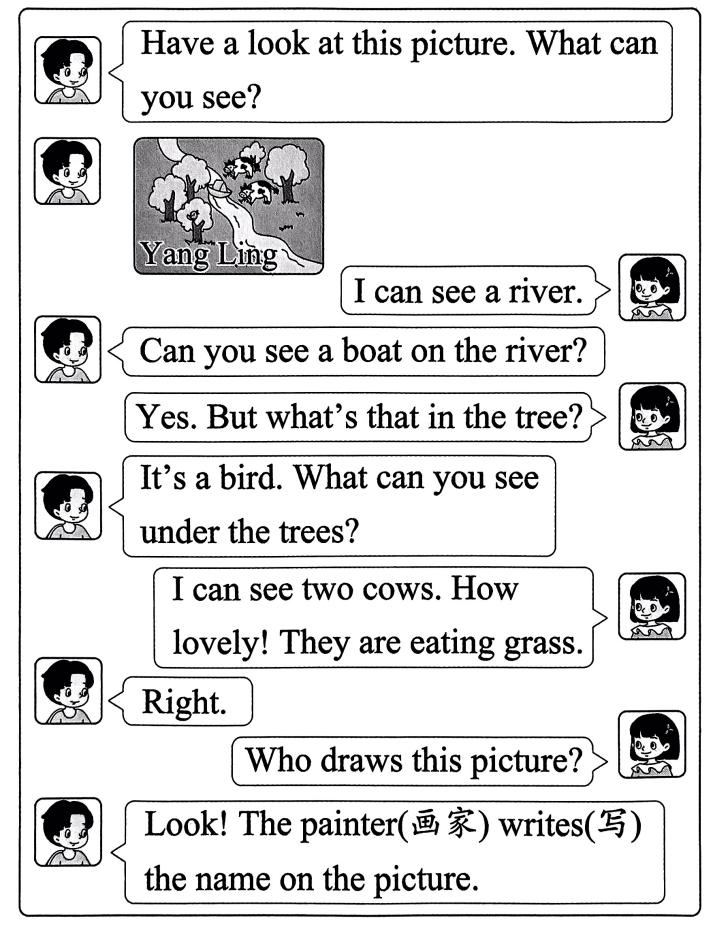 Have a look at this picture. What can
you see?
Yang Ling
I can see a river.
Can you see a boat on the river?
Yes. But what's that in the tree?
It's a bird. What can you see
under the trees?
I can see two cows. How
lovely! They are eating grass.
Right.
Who draws this picture?
Look! The painter(画家) writes(写)
the name on the picture.